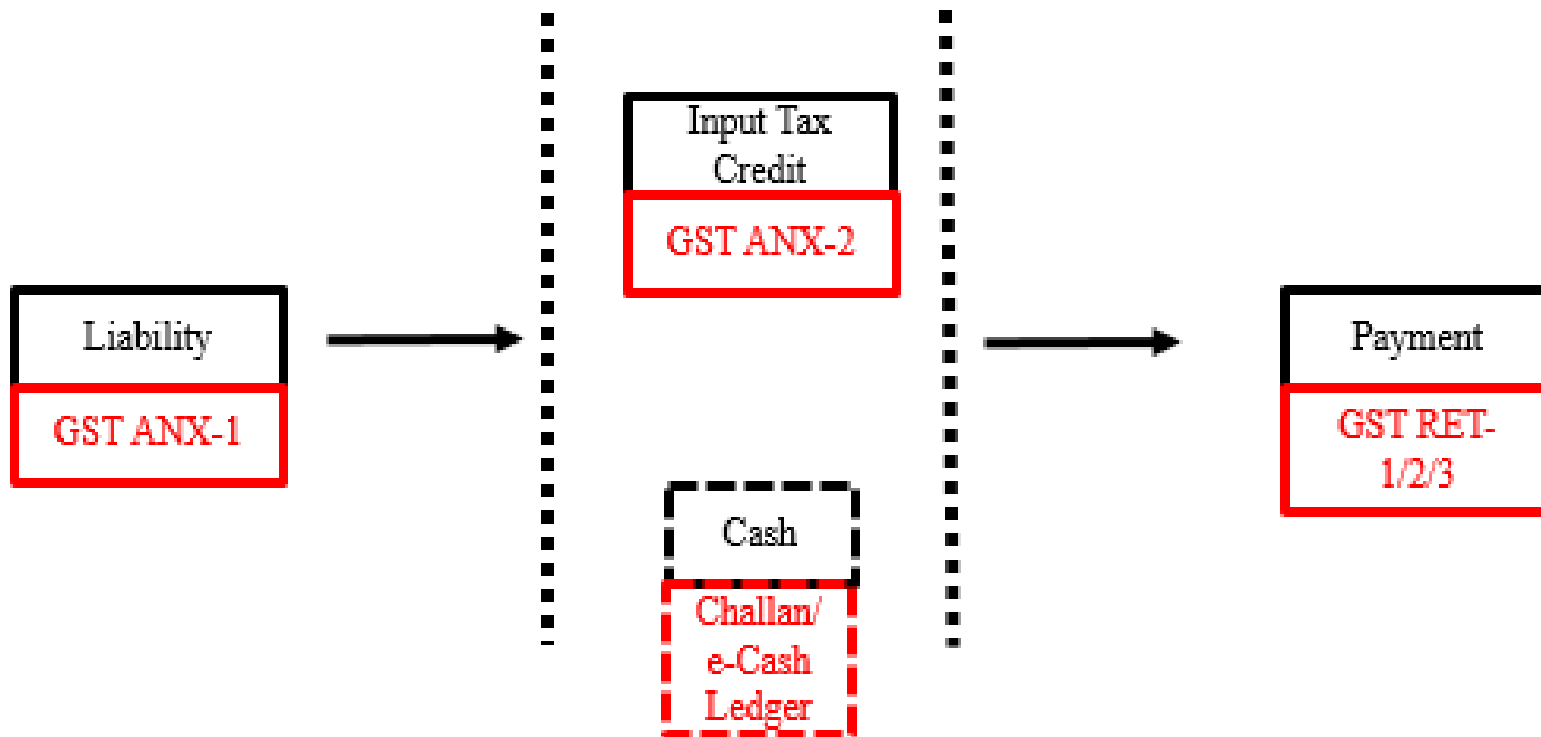 Liability
GST ANX-1
Input Tax
Credit
GST ANX-2
Cash
Challan/
e-Cash
Ledger
Payment
GST RET-
1/2/3